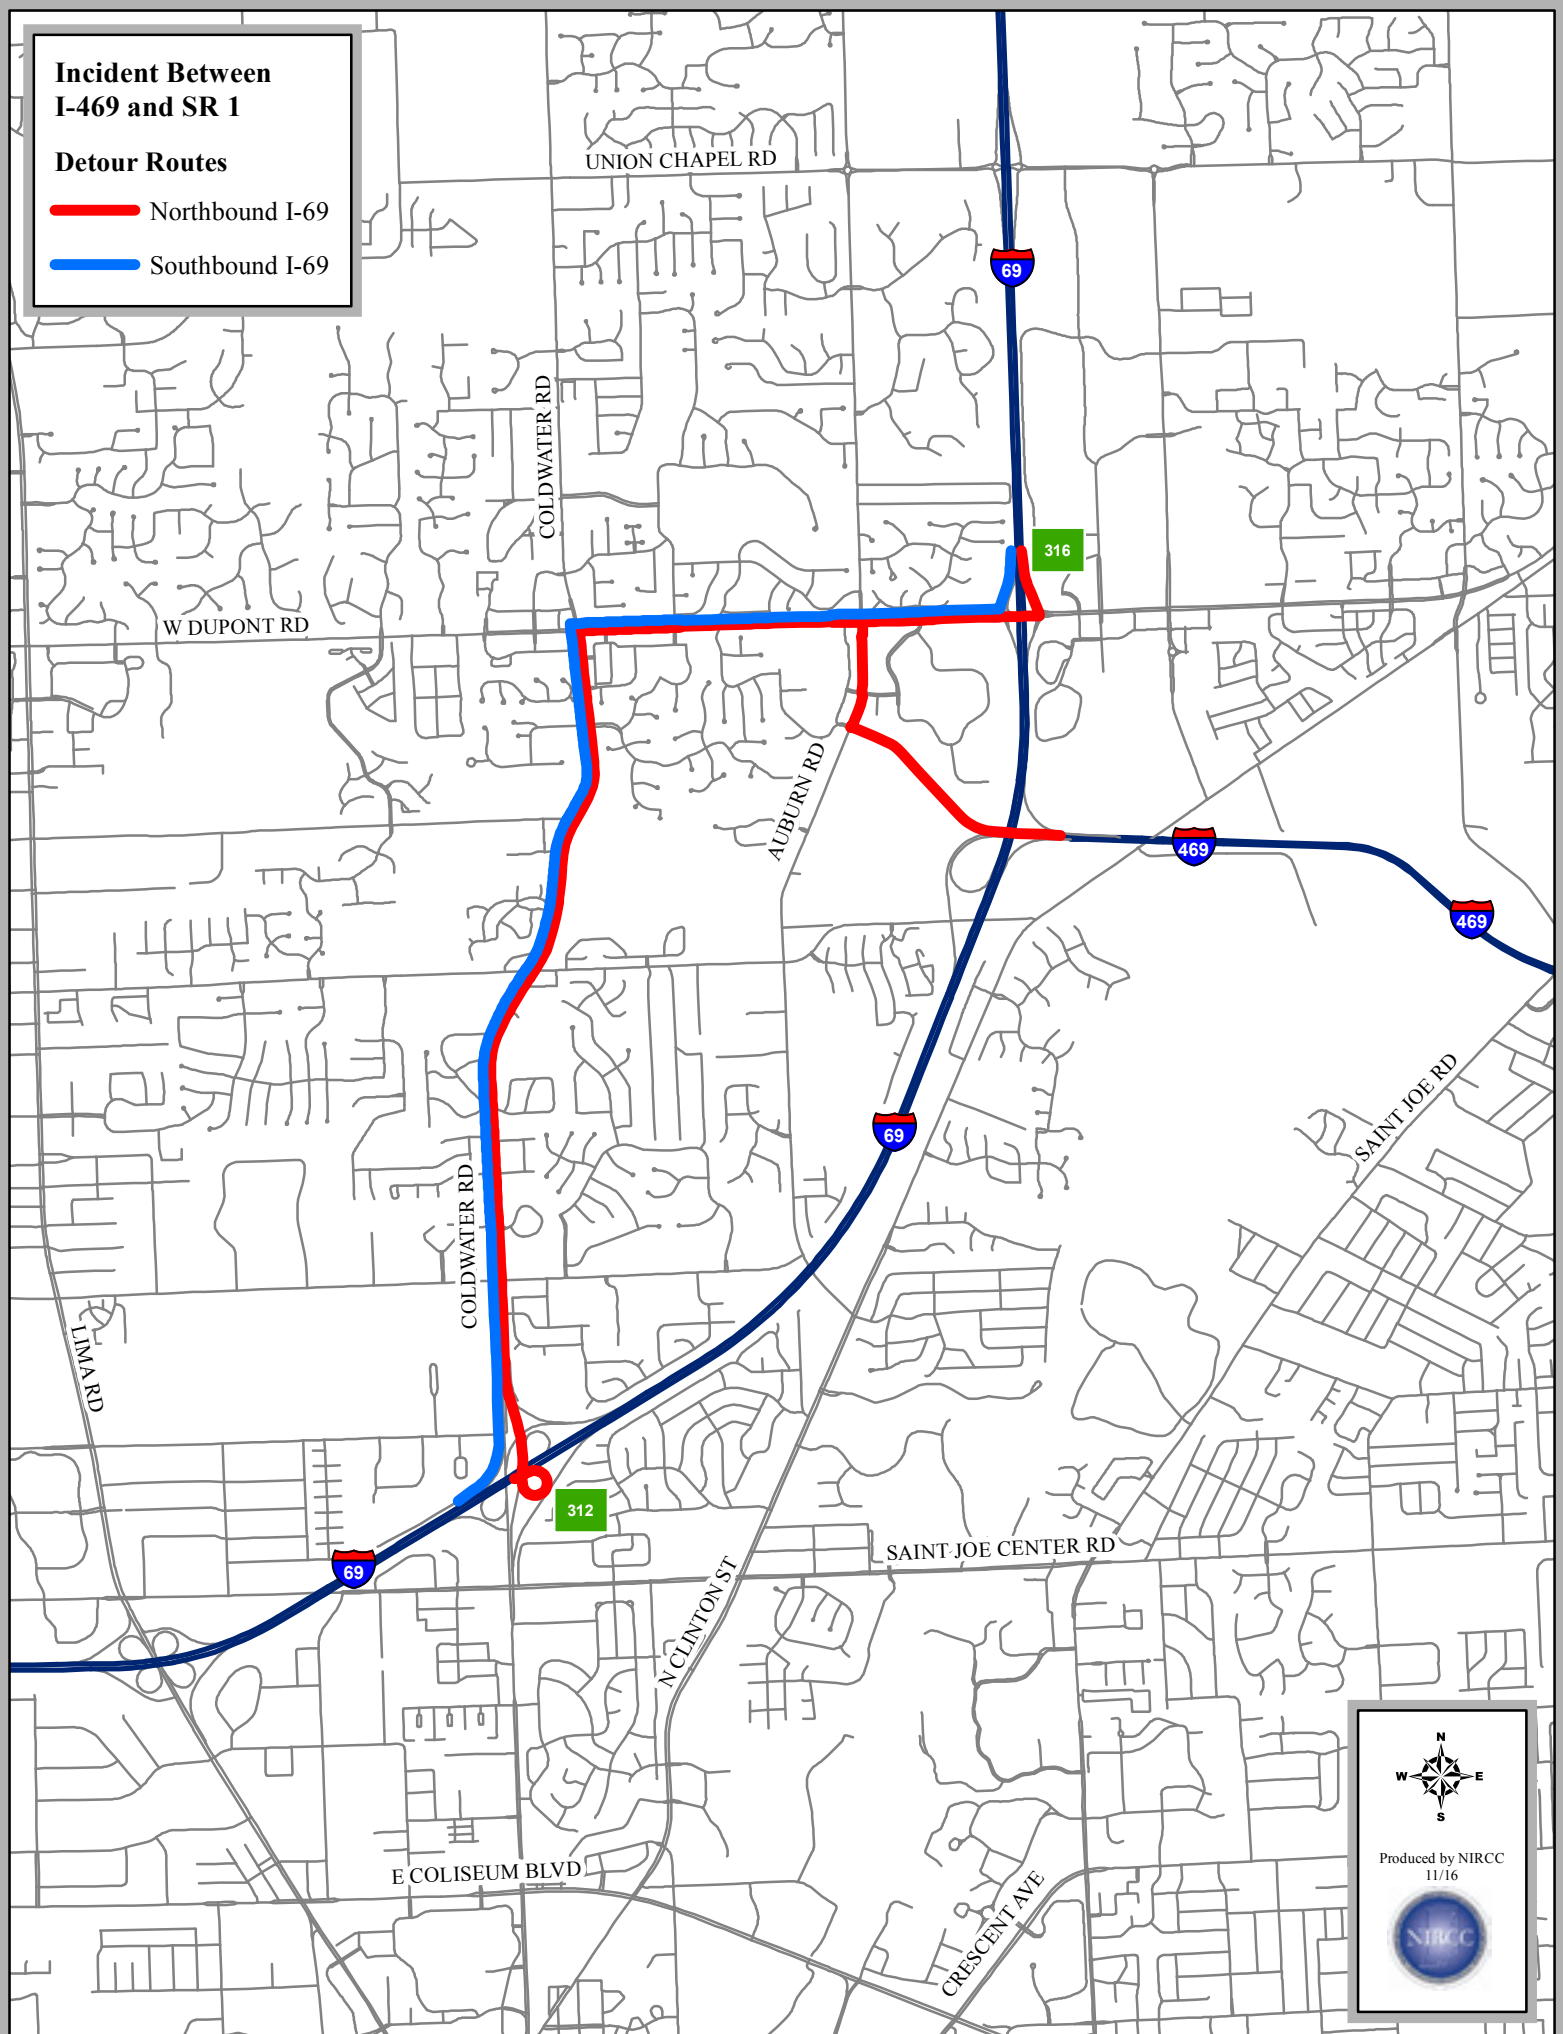 Incident Between
I-469 and SR 1
Detour Routes
Northbound I-69
Southbound I-69
UNION CHAPEL RD
69
COLDWATER RD
316
W DUPONT RD
AUBURN RD
469
469
69
SAINT JOE RD
COLDWATER RD
LIMA RD
312
SAINT JOE CENTER RD
69
N CLINTON ST
N
W
E
S
Produced by NIRCC
11/16
NIRCC
E COLISEUM BLVD
CRESCENT AVE